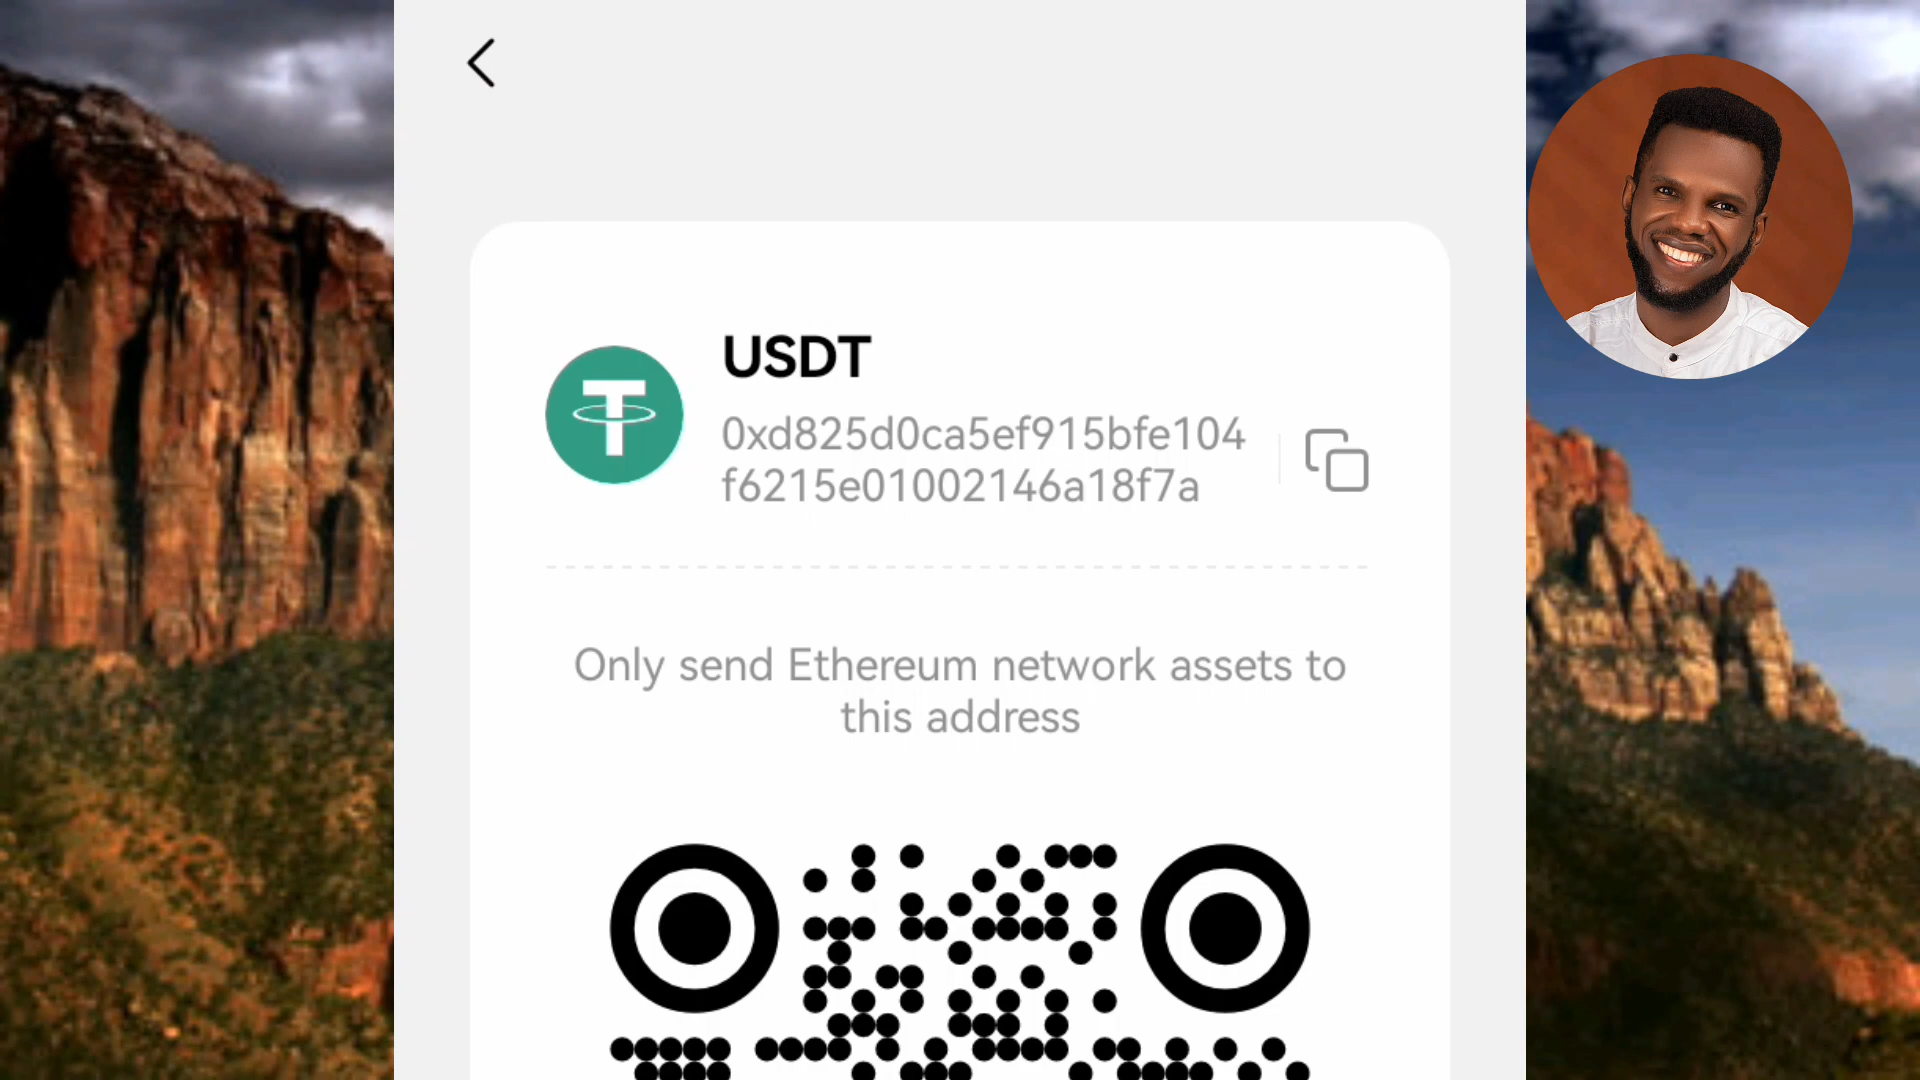 USDT
0xd825d0ca5ef915bfe104
f6215e01002146a18f7a
Only send Ethereum network assets to
this address